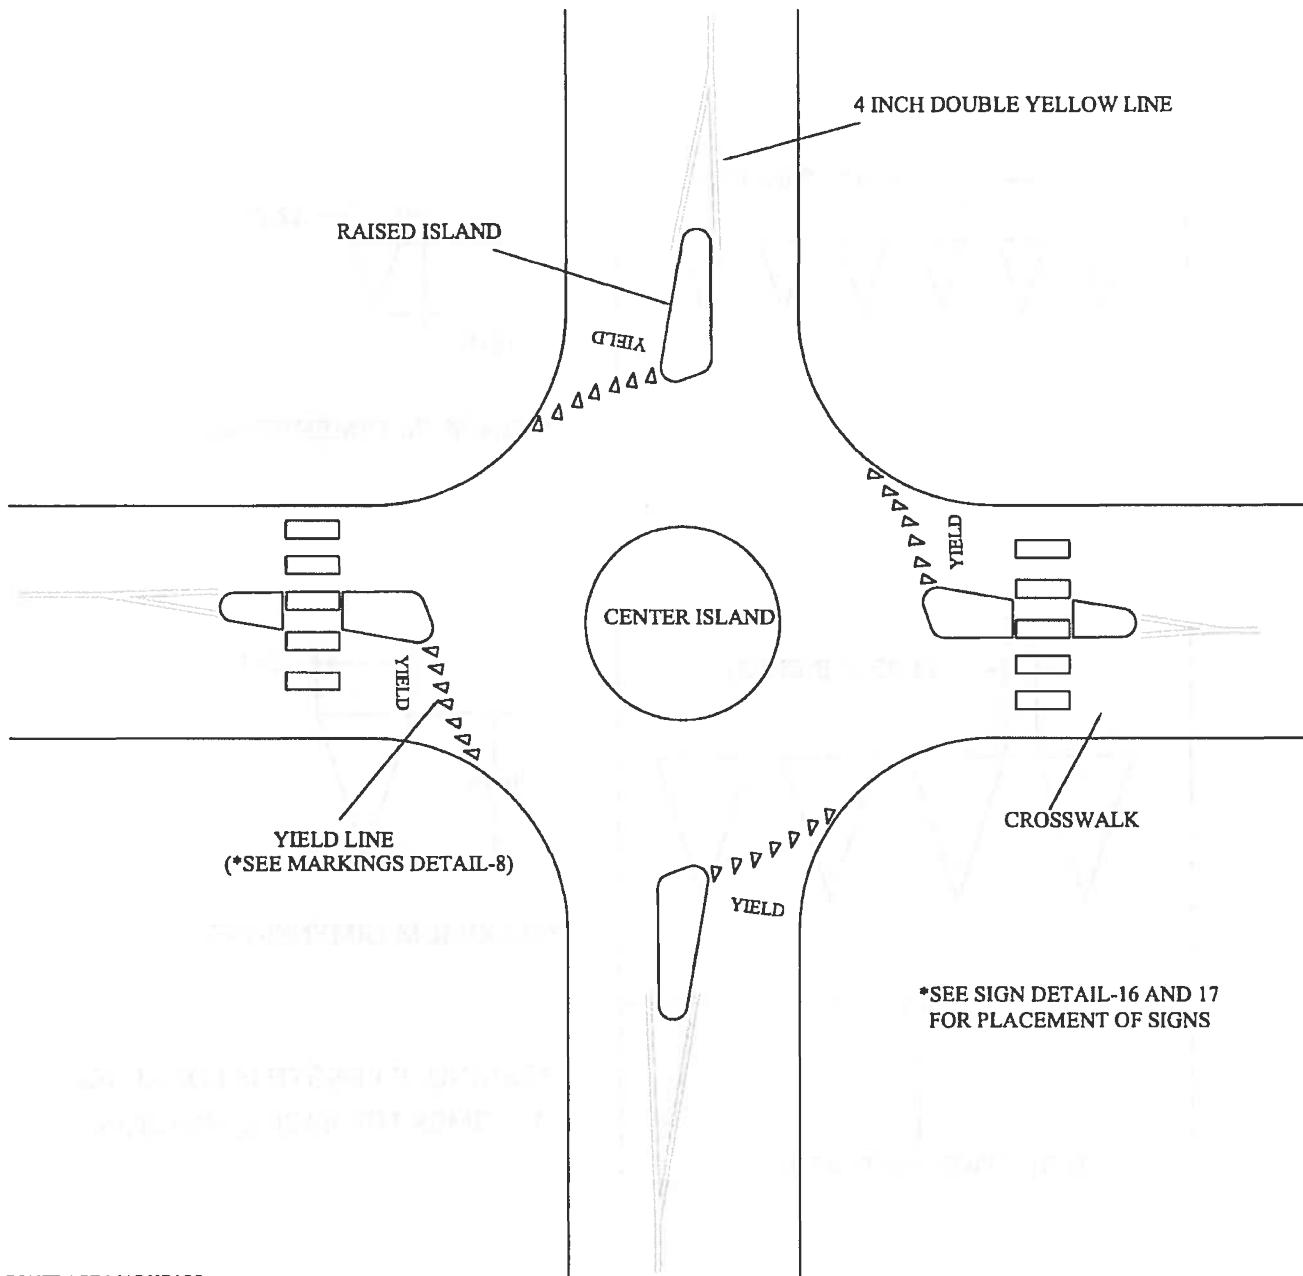 4 INCH DOUBLE YELLOW LINE
RAISED ISLAND
YIELD
YIELD
CENTER ISLAND
YIELD
YIELD LINE
(*SEE MARKINGS DETAIL-8)
CROSSWALK
YIELD
*SEE SIGN DETAIL-16 AND 17
FOR PLACEMENT OF SIGNS